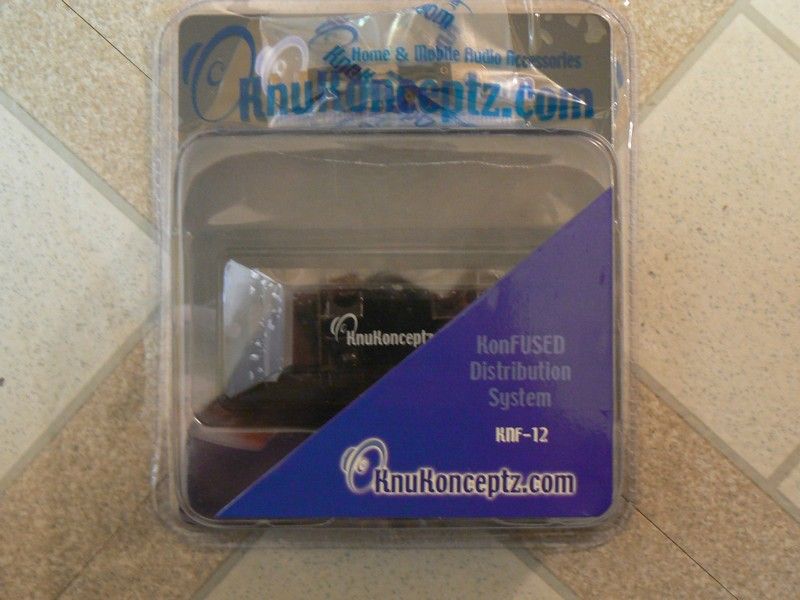 Home & Mobile Audio Accessories
KnuKonceptz.com
KnuKonceptz
KonFUSED
Distribution
System
KNF-12
KnuKonceptz.com